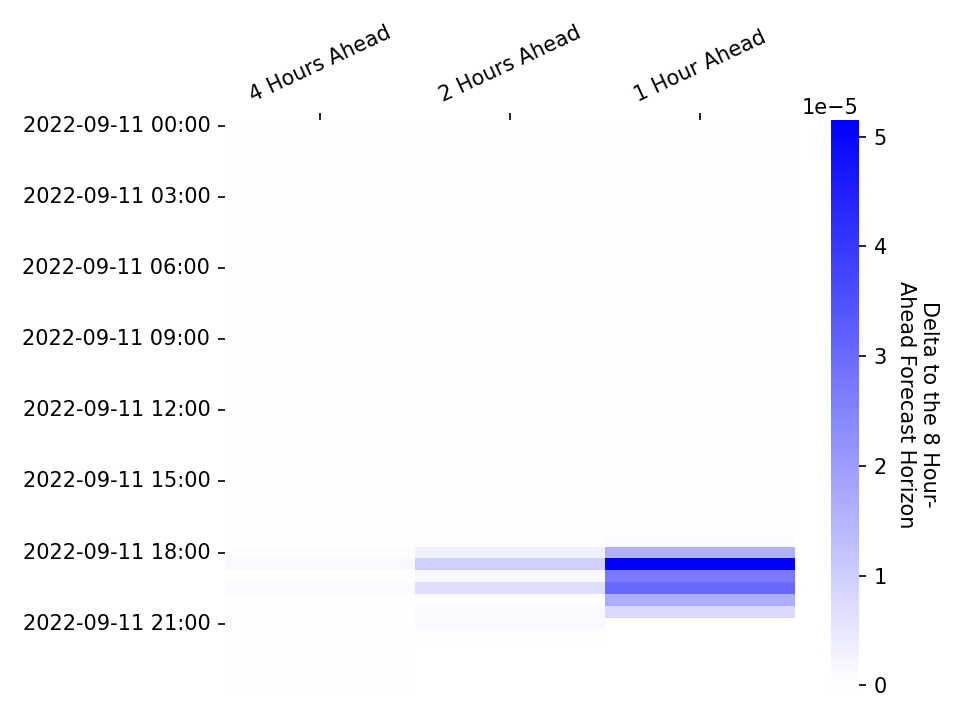 4 Hours Ahead
2 Hours Ahead
1 Hour Ahead
1e−5
2022-09-11 00:00
2022-09-11 03:00
2022-09-11 06:00
2022-09-11 09:00
2022-09-11 12:00
2022-09-11 15:00
2022-09-11 18:00
2022-09-11 21:00
5
4
3
2
1
0
Delta to the 8 Hour-
Ahead Forecast Horizon